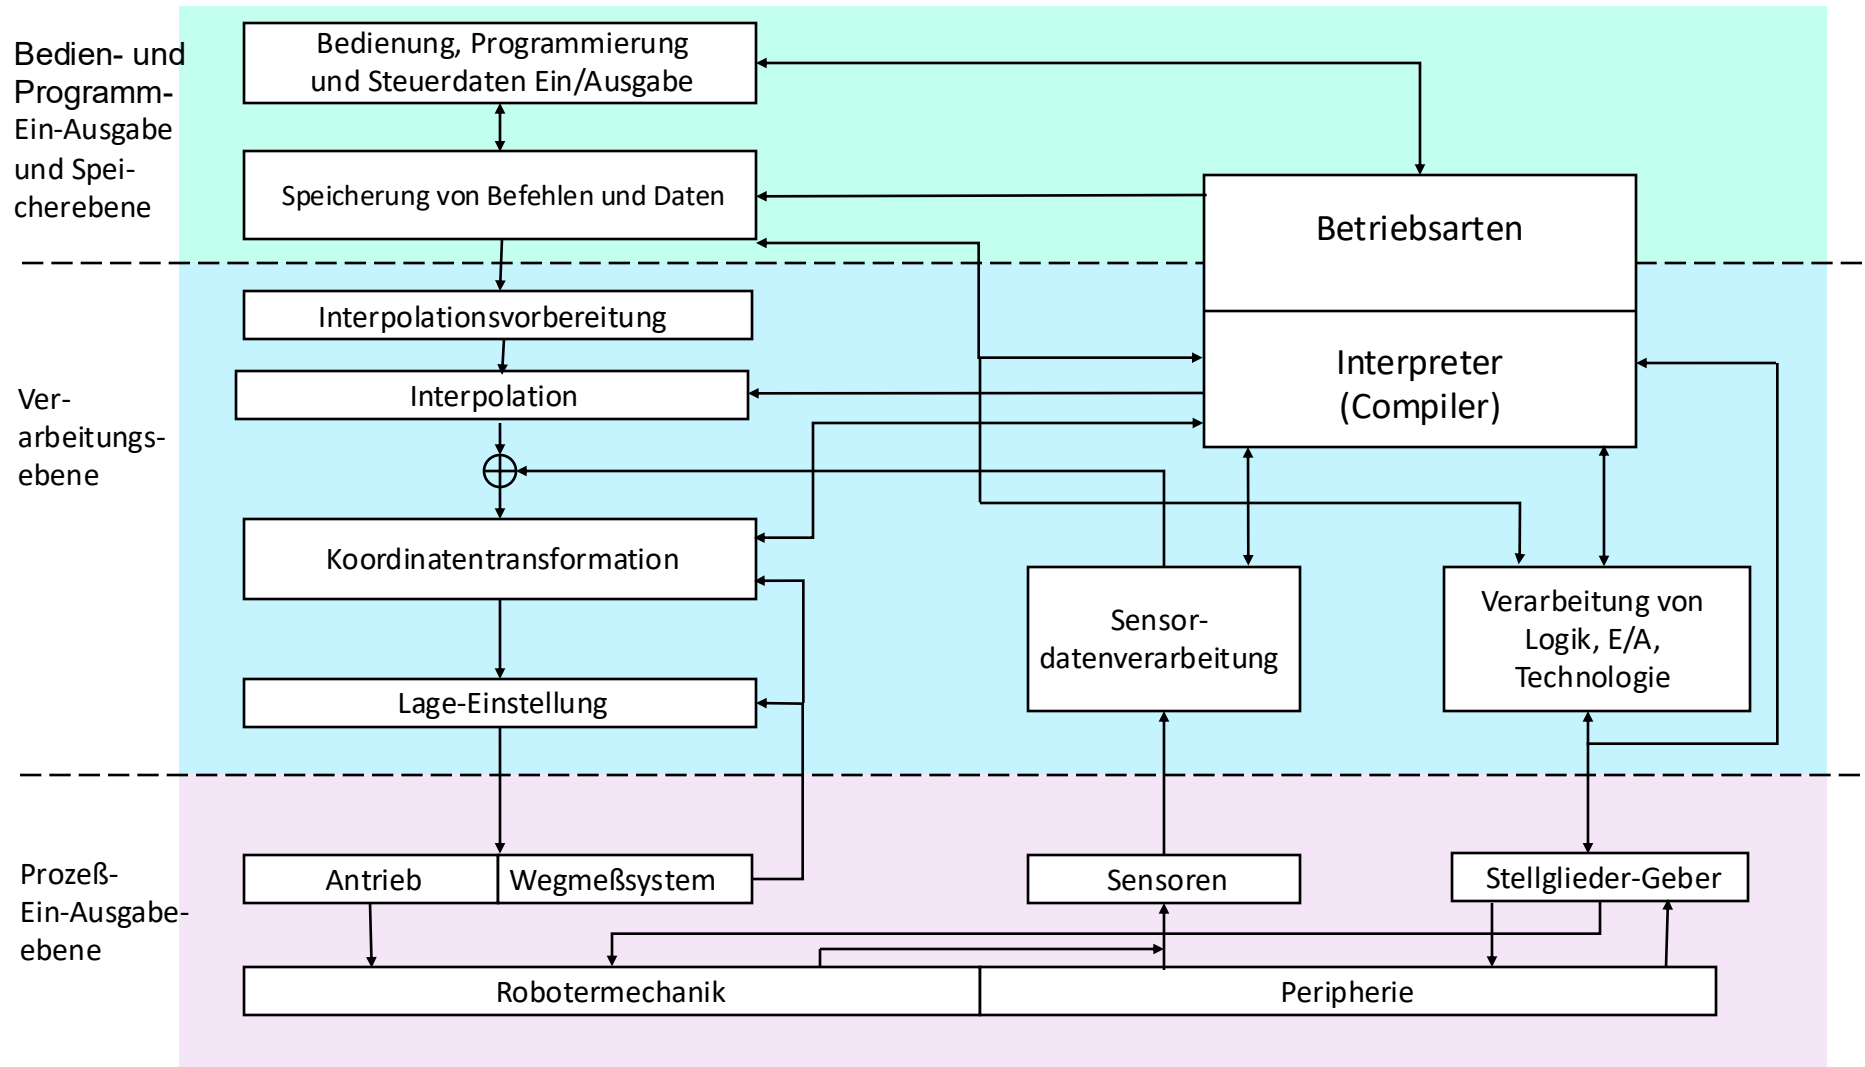 Bedien- und
Programm-
Ein-Ausgabe
und Spei-
cherebene
Bedienung, Programmierung
und Steuerdaten Ein/Ausgabe
Speicherung von Befehlen und Daten
Betriebsarten
Ver-
arbeitungs-
ebene
Interpolationsvorbereitung
Interpolation
Interpreter
(Compiler)
Koordinatentransformation
Sensor-
datenverarbeitung
Verarbeitung von
Logik, E/A,
Technologie
Lage-Einstellung
Prozeß-
Ein-Ausgabe-
ebene
Antrieb
Wegmeßsystem
Sensoren
Stellglieder-Geber
Robotermechanik
Peripherie